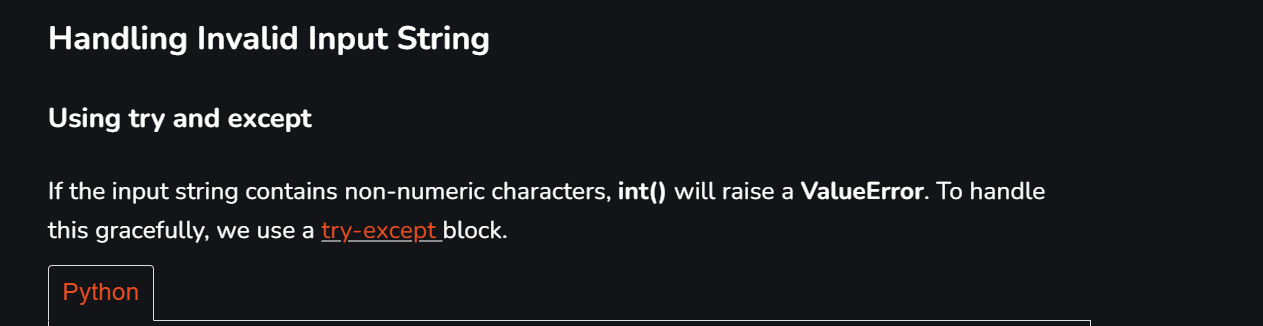 Handling Invalid Input String
Using try and except
If the input string contains non-numeric characters, int() will raise a ValueError. To handle
this gracefully, we use a try-except block.
Python